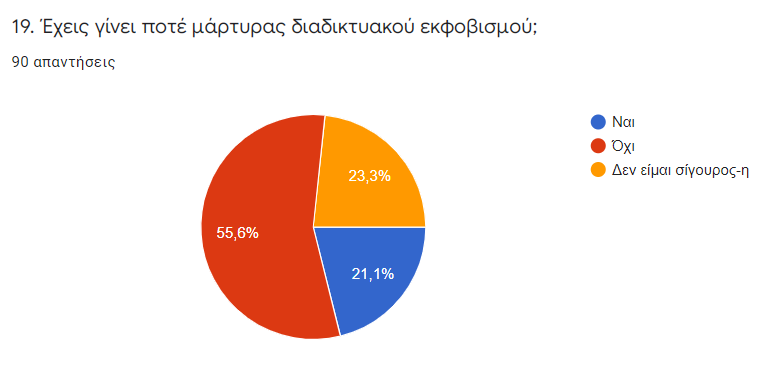 19. Έχεις γίνει ποτέ μάρτυρας διαδικτυακού εκφοβισμού;
90 απαντήσεις
Ναι
Όχι
Δεν είμαι σίγουρος-η
23,3%
55,6%
21,1%